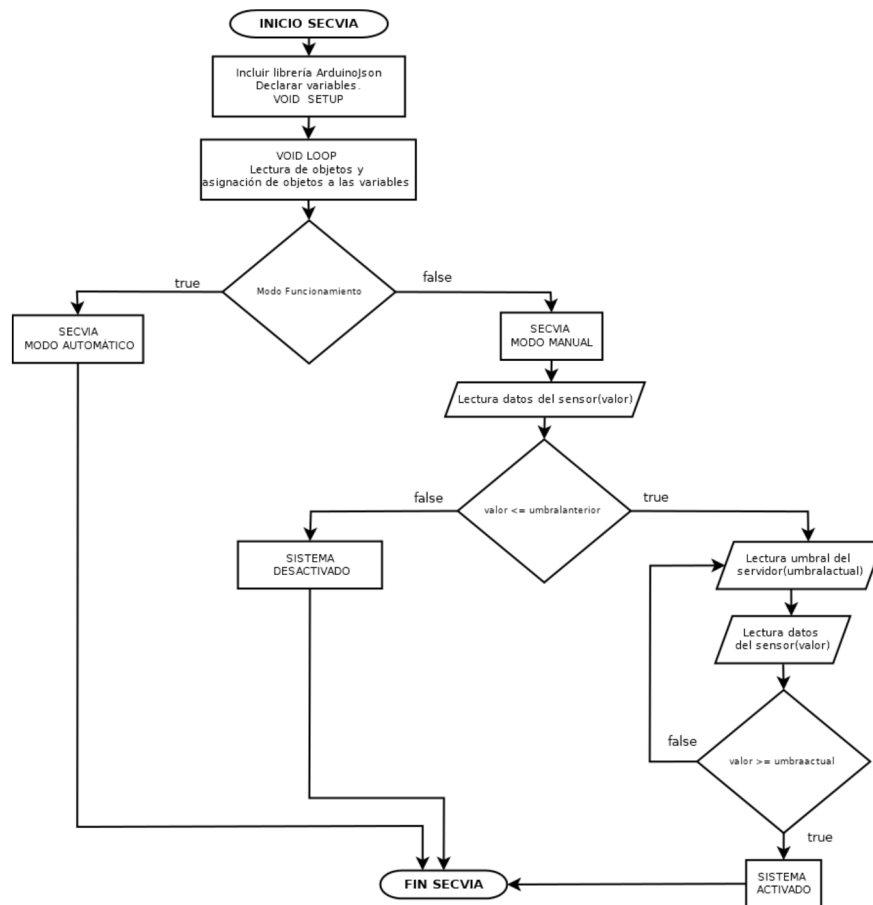 INICIO SECVIA
Incluir librería ArduinoJson
Declarar variables.
VOID SETUP
VOID LOOP
Lectura de objetos y
asignación de objetos a las variables
Modo Funcionamiento
true
false
SECVIA
MODO AUTOMÁTICO
SECVIA
MODO MANUAL
Lectura datos del sensor(valor)
valor <= umbralanterior
false
true
SISTEMA
DESACTIVADO
Lectura umbral del
servidor(umbralactual)
Lectura datos
del sensor(valor)
valor >= umbraactual
false
true
SISTEMA
ACTIVADO
FIN SECVIA